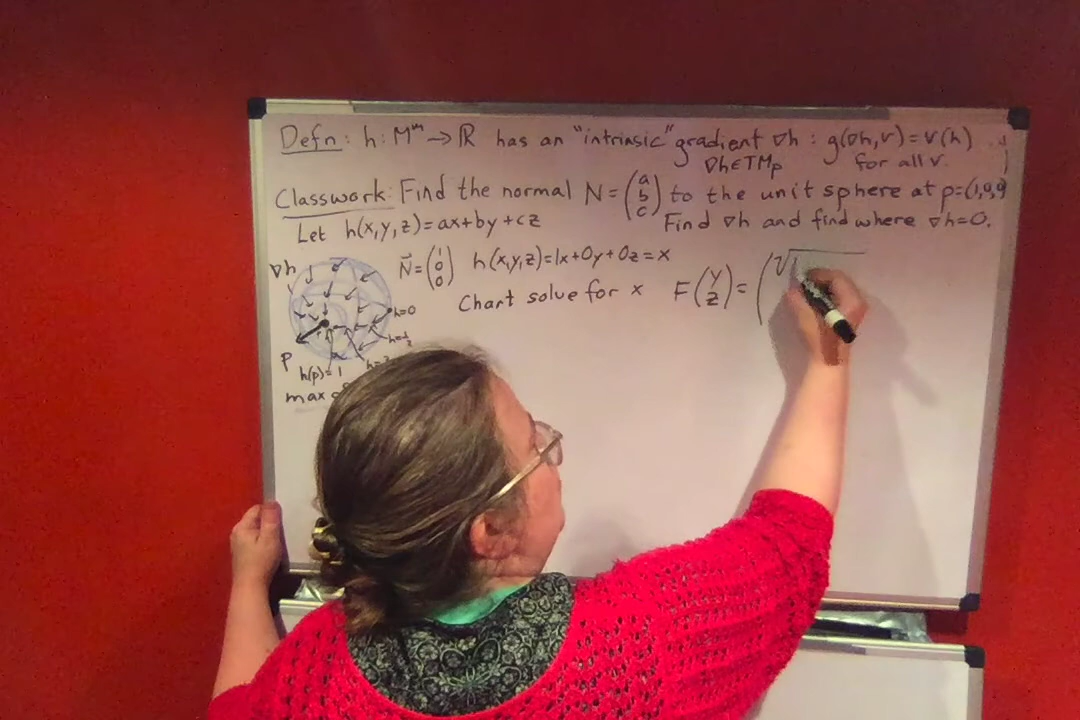 Defn: h: Mᵐ → ℝ has an "intrinsic" gradient ∇h : g(∇h,v)=v(h)
∇h∈TMp for all v.
Classwork: Find the normal N=(a b c) to the unit sphere at p=(1,0,0)
Let h(x,y,z)=ax+by+cz Find ∇h and find where ∇h=0.
∇h N⃗=(1 0 0) h(x,y,z)=1x+0y+0z=x
Chart solve for x F(y z)=(√1
h=0
h=½
p
h(p)=1
max